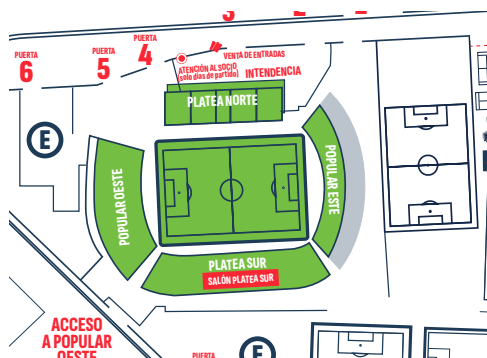 3
PUERTA
4
PUERTA
5
PUERTA
6
VENTA DE ENTRADAS
ATENCIÓN AL SOCIO
(solo días de partido)
INTENDENCIA
PLATEA NORTE
E
POPULAR OESTE
POPULAR ESTE
PLATEA SUR
SALÓN PLATEA SUR
ACCESO
A POPULAR
OESTE
PUERTA
E